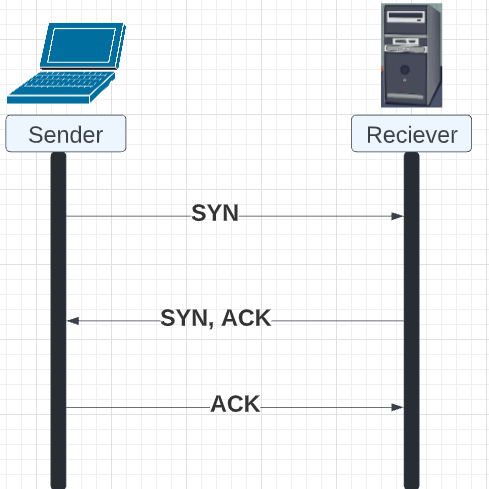 Sender
Reciever
SYN
SYN, ACK
ACK